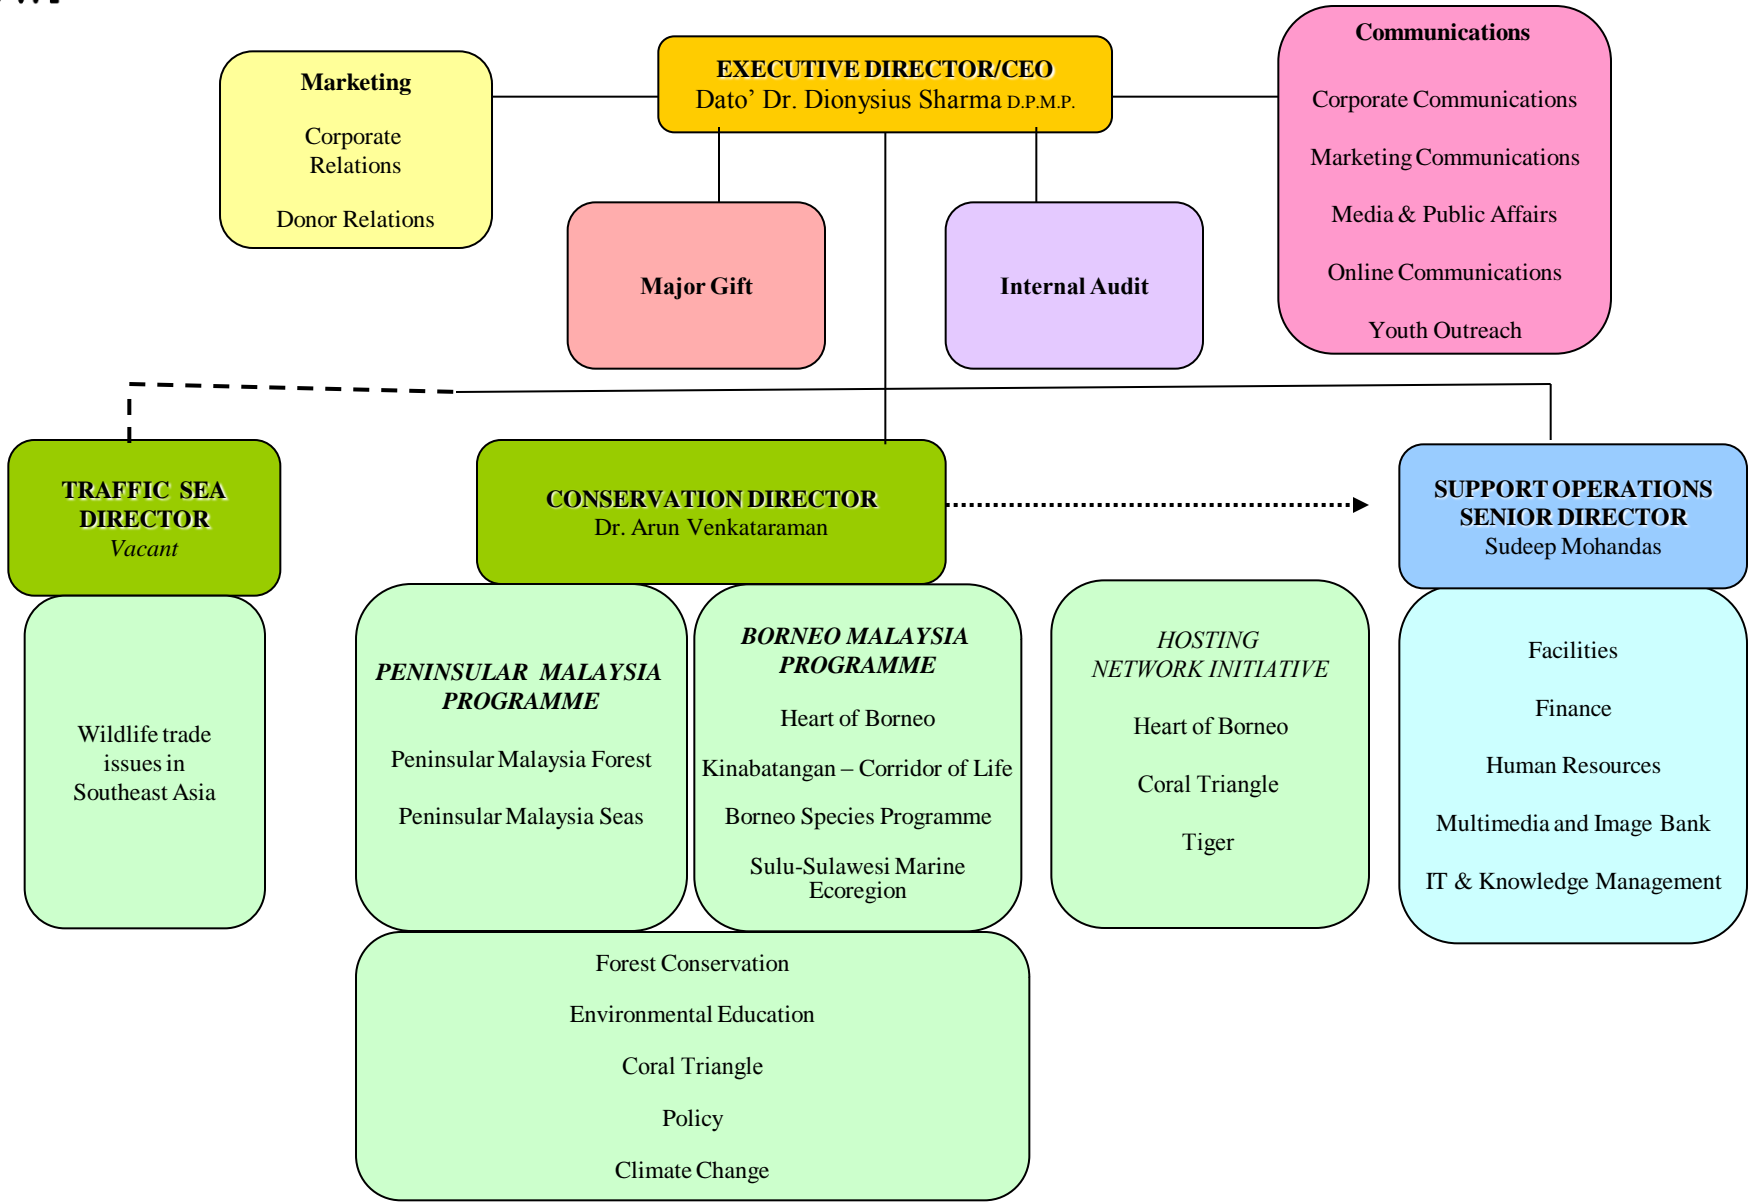 EXECUTIVE DIRECTOR/CEO
Dato’ Dr. Dionysius Sharma D.P.M.P.
Marketing
Corporate
Relations
Donor Relations
Communications
Corporate Communications
Marketing Communications
Media & Public Affairs
Online Communications
Youth Outreach
Major Gift
Internal Audit
TRAFFIC SEA
DIRECTOR
Vacant
Wildlife trade
issues in
Southeast Asia
CONSERVATION DIRECTOR
Dr. Arun Venkataraman
PENINSULAR MALAYSIA
PROGRAMME
Peninsular Malaysia Forest
Peninsular Malaysia Seas
BORNEO MALAYSIA
PROGRAMME
Heart of Borneo
Kinabatangan – Corridor of Life
Borneo Species Programme
Sulu-Sulawesi Marine
Ecoregion
Forest Conservation
Environmental Education
Coral Triangle
Policy
Climate Change
HOSTING
NETWORK INITIATIVE
Heart of Borneo
Coral Triangle
Tiger
SUPPORT OPERATIONS
SENIOR DIRECTOR
Sudeep Mohandas
Facilities
Finance
Human Resources
Multimedia and Image Bank
IT & Knowledge Management